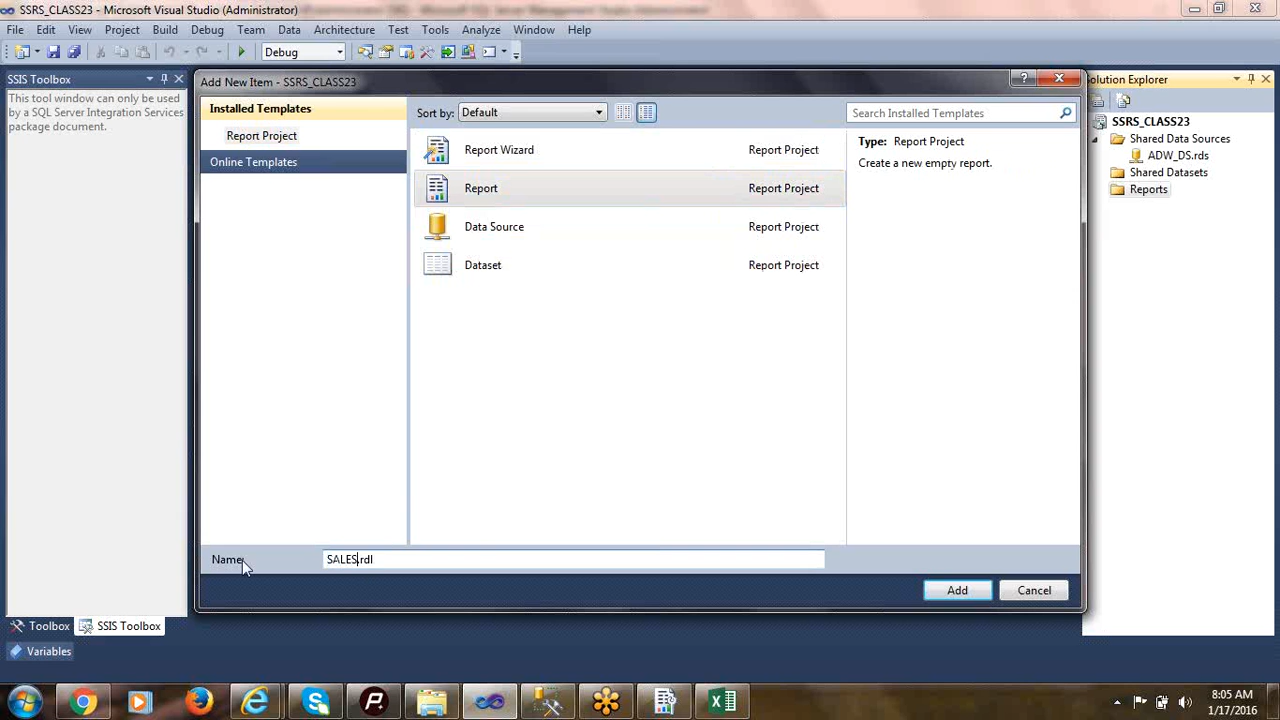 SSRS_CLASS23 - Microsoft Visual Studio (Administrator)
File Edit View Project Build Debug Team Data Architecture Test Tools Analyze Window Help
Debug
SSIS Toolbox
This tool window can only be used
by a SQL Server Integration Services
package document.
Add New Item - SSRS_CLASS23
Installed Templates
Report Project
Online Templates
Sort by: Default
Search Installed Templates
Report Wizard Report Project
Report Report Project
Data Source Report Project
Dataset Report Project
Type: Report Project
Create a new empty report.
Name:
SALES.rdl
Add Cancel
olution Explorer
SSRS_CLASS23
Shared Data Sources
ADW_DS.rds
Shared Datasets
Reports
Toolbox SSIS Toolbox
Variables
8:05 AM
1/17/2016